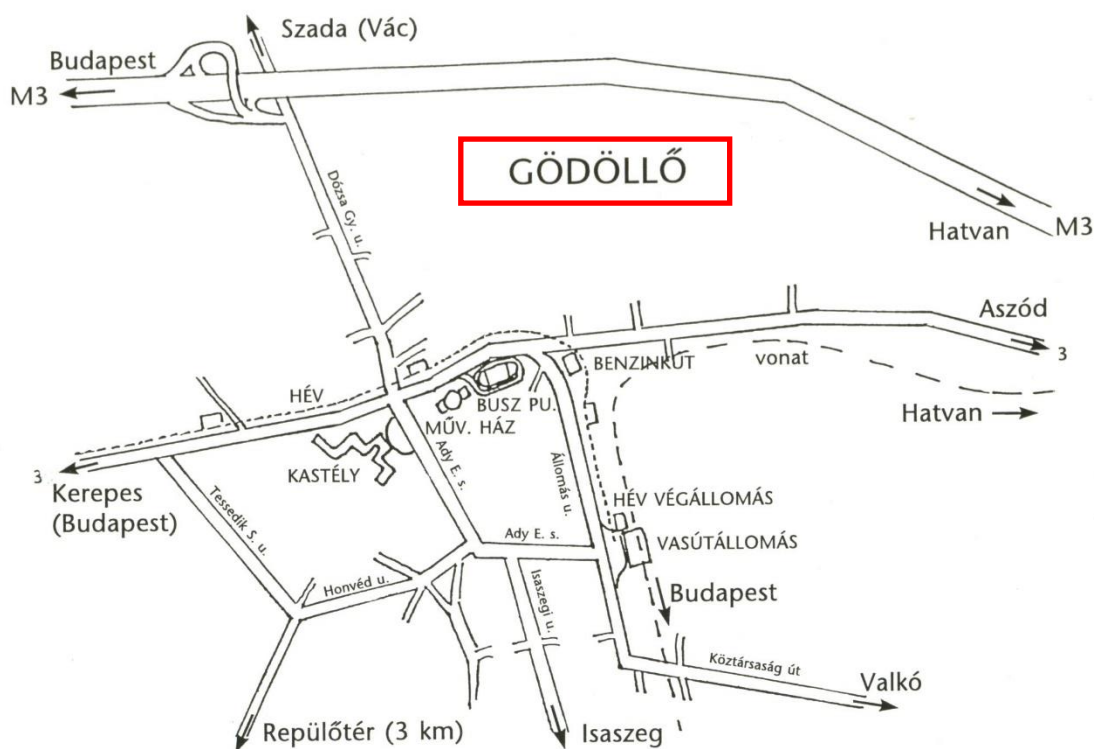 Szada (Vác)
Budapest
M3
GÖDÖLLŐ
Dózsa Gy. u.
Hatvan
M3
Aszód
3
BENZINKÚT
vonat
HÉV
BUSZ PU.
Hatvan
MŰV. HÁZ
KASTÉLY
Ady E. s.
Állomás u.
3
Kerepes
(Budapest)
HÉV VÉGÁLLOMÁS
Tessedik S. u.
Ady E. s.
VASÚTÁLLOMÁS
Honvéd u.
Isaszegi u.
Budapest
Köztársaság út
Valkó
Repülőtér (3 km)
Isaszeg